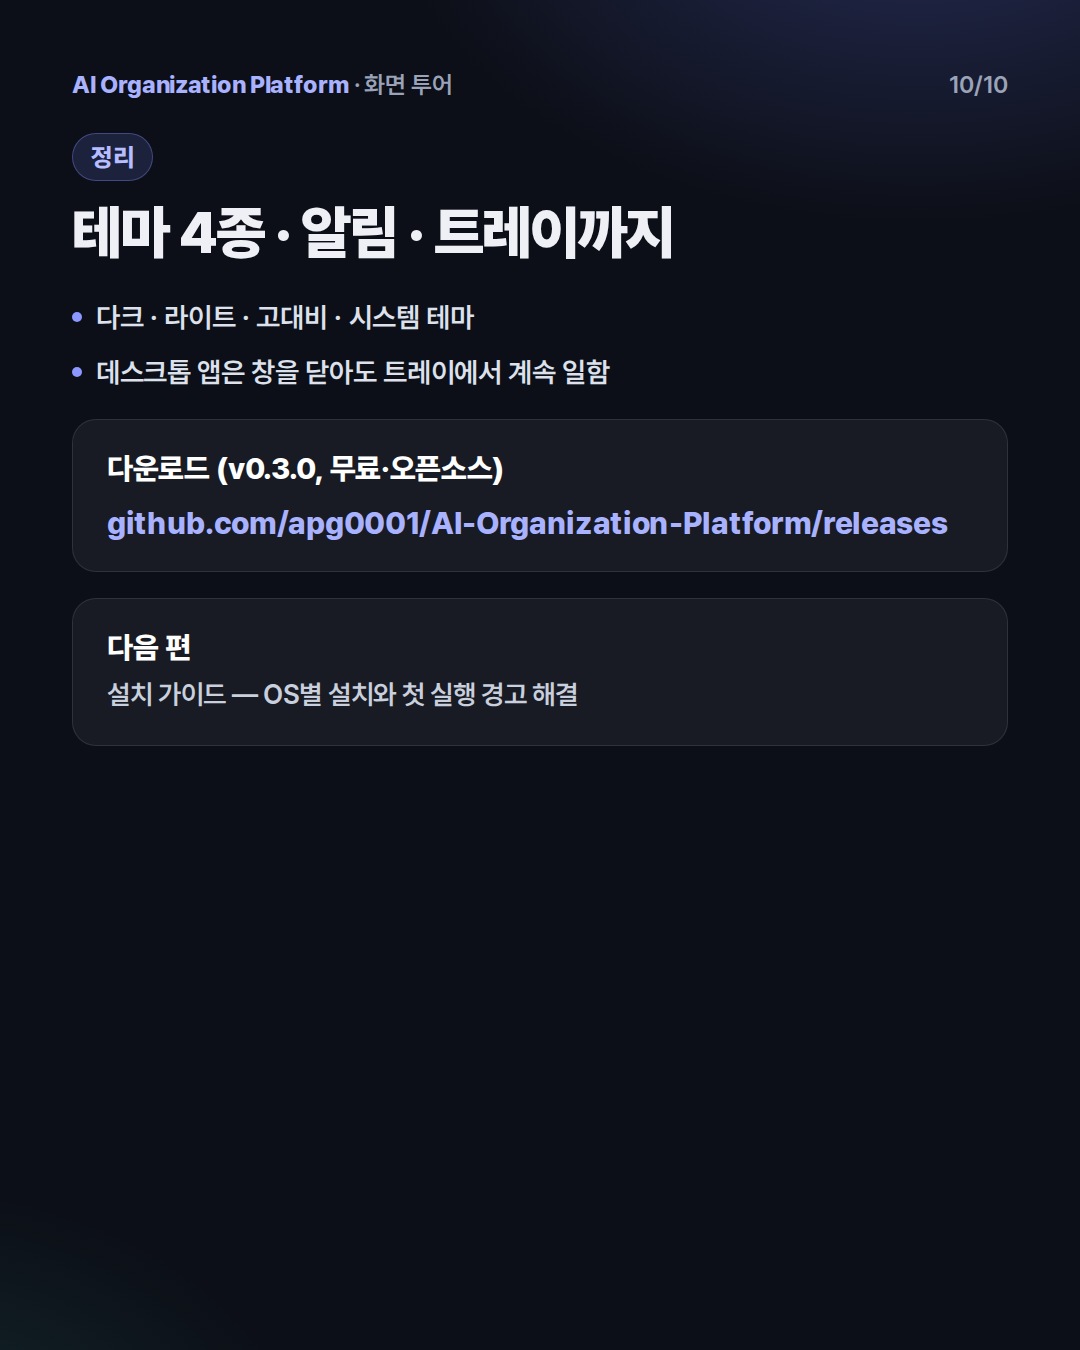 AI Organization Platform · 화면 투어
10/10
정리
테마 4종 · 알림 · 트레이까지
다크 · 라이트 · 고대비 · 시스템 테마
데스크톱 앱은 창을 닫아도 트레이에서 계속 일함
다운로드 (v0.3.0, 무료·오픈소스)
github.com/apg0001/AI-Organization-Platform/releases
다음 편
설치 가이드 — OS별 설치와 첫 실행 경고 해결